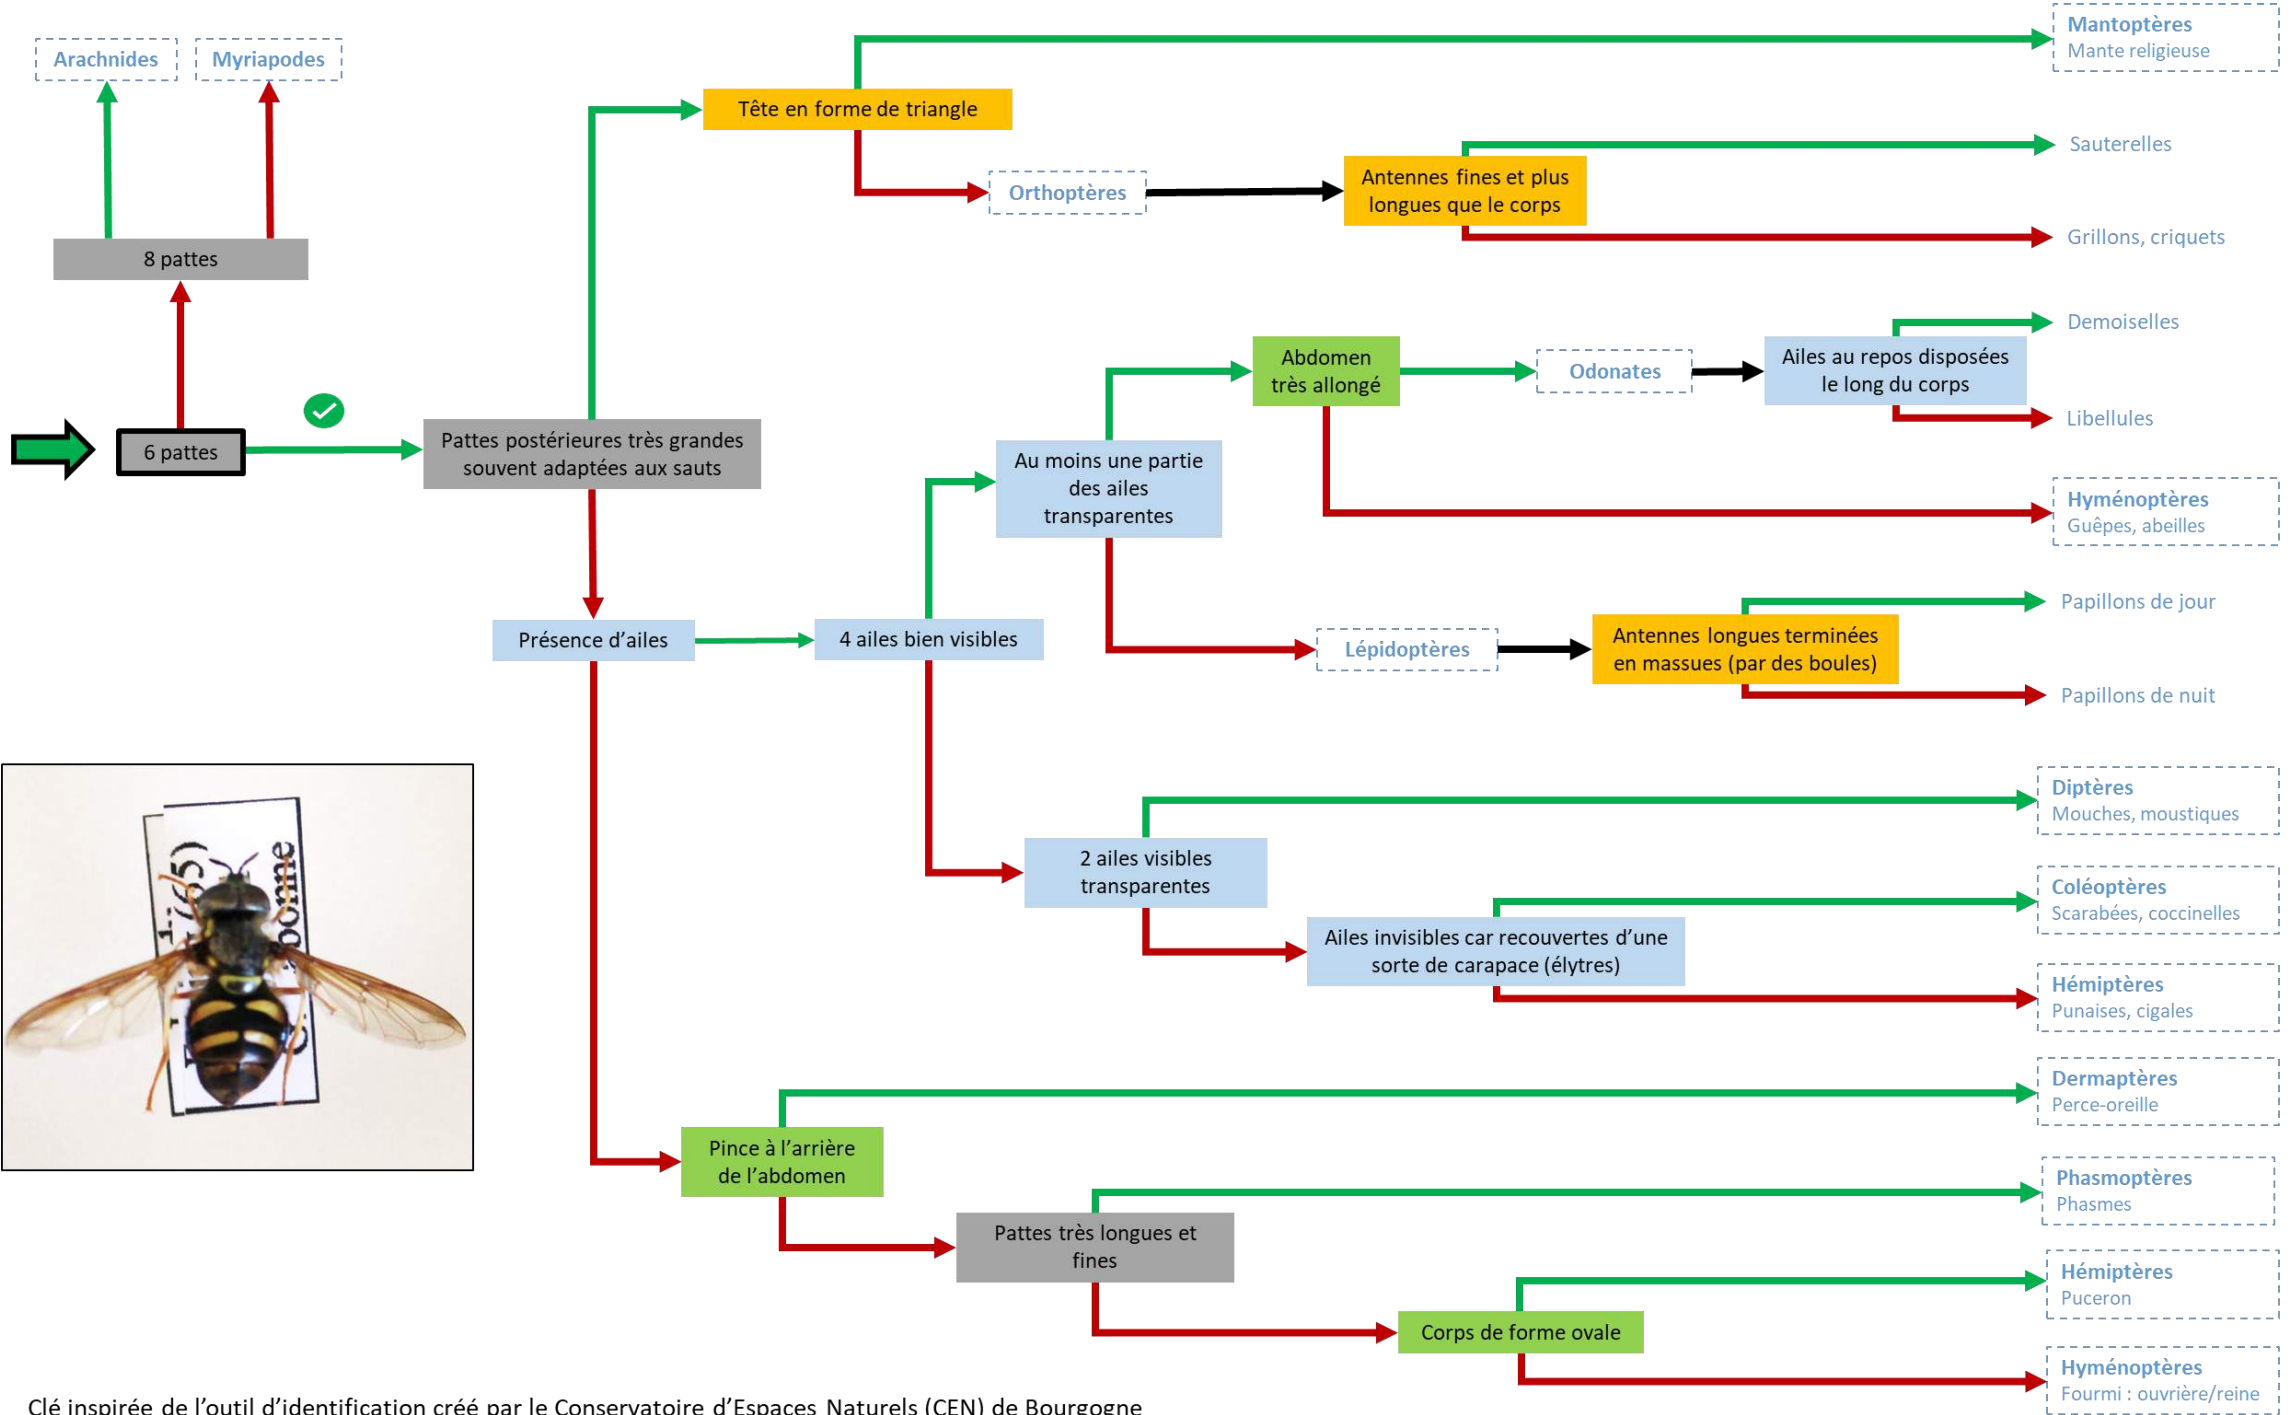 Arachnides
Myriapodes
8 pattes
6 pattes
Pattes postérieures très grandes
souvent adaptées aux sauts
Tête en forme de triangle
Mantoptères
Mante religieuse
Orthoptères
Antennes fines et plus
longues que le corps
Sauterelles
Grillons, criquets
Présence d’ailes
4 ailes bien visibles
Au moins une partie
des ailes
transparentes
Abdomen
très allongé
Odonates
Ailes au repos disposées
le long du corps
Demoiselles
Libellules
Hyménoptères
Guêpes, abeilles
Lépidoptères
Antennes longues terminées
en massues (par des boules)
Papillons de jour
Papillons de nuit
2 ailes visibles
transparentes
Diptères
Mouches, moustiques
Ailes invisibles car recouvertes d’une
sorte de carapace (élytres)
Coléoptères
Scarabées, coccinelles
Hémiptères
Punaises, cigales
Pince à l’arrière
de l’abdomen
Dermaptères
Perce-oreille
Pattes très longues et
fines
Phasmoptères
Phasmes
Corps de forme ovale
Hémiptères
Puceron
Hyménoptères
Fourmi : ouvrière/reine
(65)
onne
Clé inspirée de l’outil d’identification créé par le Conservatoire d’Espaces Naturels (CEN) de Bourgogne